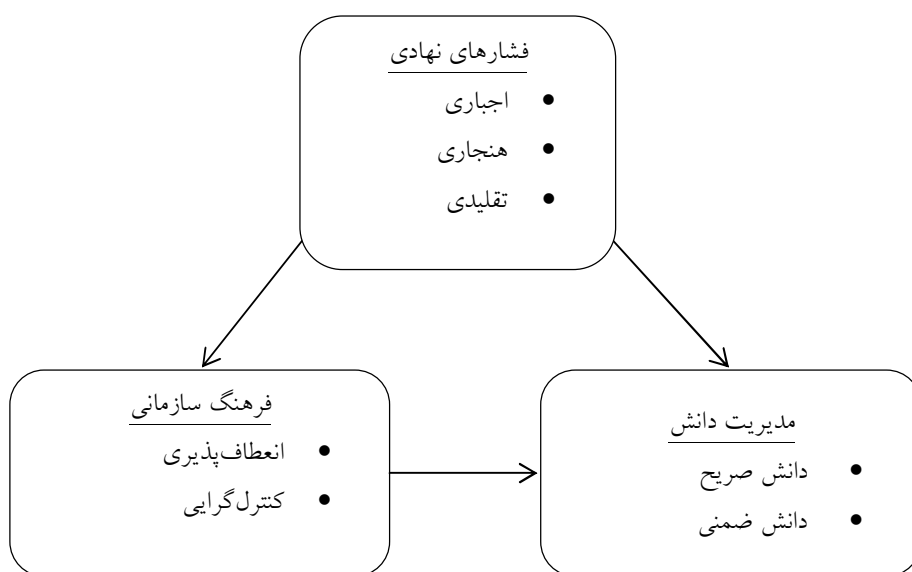 فشارهای نهادی
• اجباری
• هنجاری
• تقلیدی
فرهنگ سازمانی
• انعطاف‌پذیری
• کنترل‌گرایی
مدیریت دانش
• دانش صریح
• دانش ضمنی